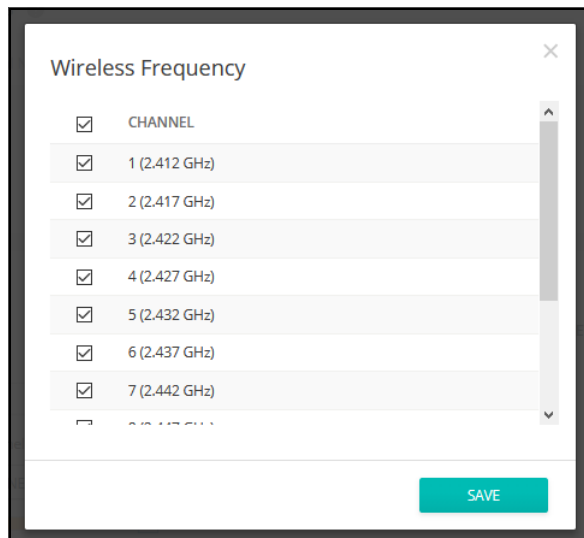 Wireless Frequency
CHANNEL
1 (2.412 GHz)
2 (2.417 GHz)
3 (2.422 GHz)
4 (2.427 GHz)
5 (2.432 GHz)
6 (2.437 GHz)
7 (2.442 GHz)
SAVE